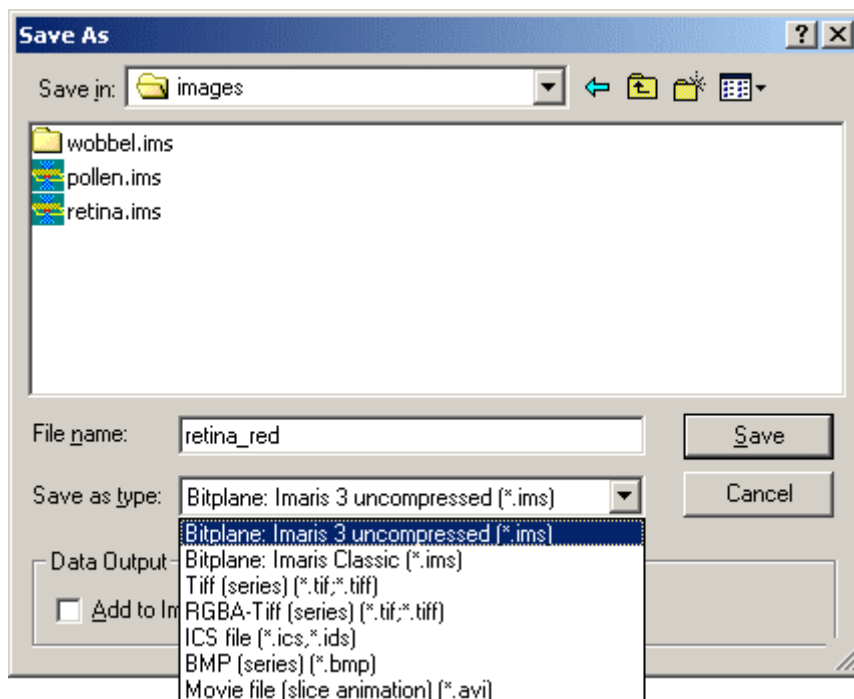 Save As
Save in: images
wobbel.ims
pollen.ims
retina.ims
File name: retina_red Save
Save as type: Bitplane: Imaris 3 uncompressed (*.ims) Cancel
Bitplane: Imaris 3 uncompressed (*.ims)
Data Output Bitplane: Imaris Classic (*.ims)
Tiff (series) (*.tif;*.tiff)
Add to RGBA-Tiff (series) (*.tif;*.tiff)
ICS file (*.ics,*.ids)
BMP (series) (*.bmp)
Movie file (slice animation) (*.avi)